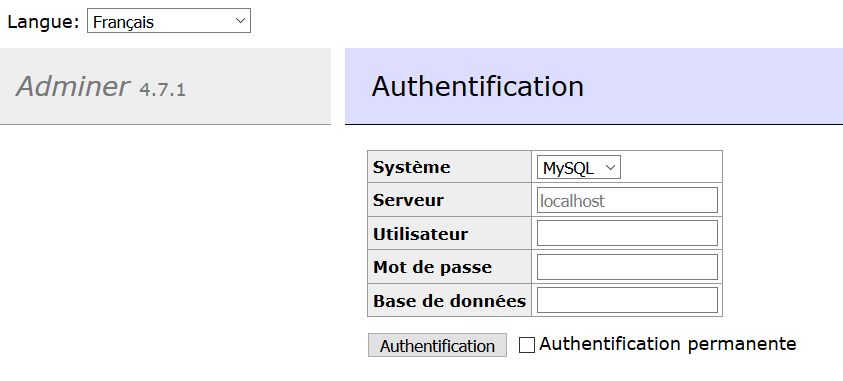 Langue: Français
Adminer 4.7.1
Authentification
Système MySQL
Serveur localhost
Utilisateur
Mot de passe
Base de données
Authentification Authentification permanente